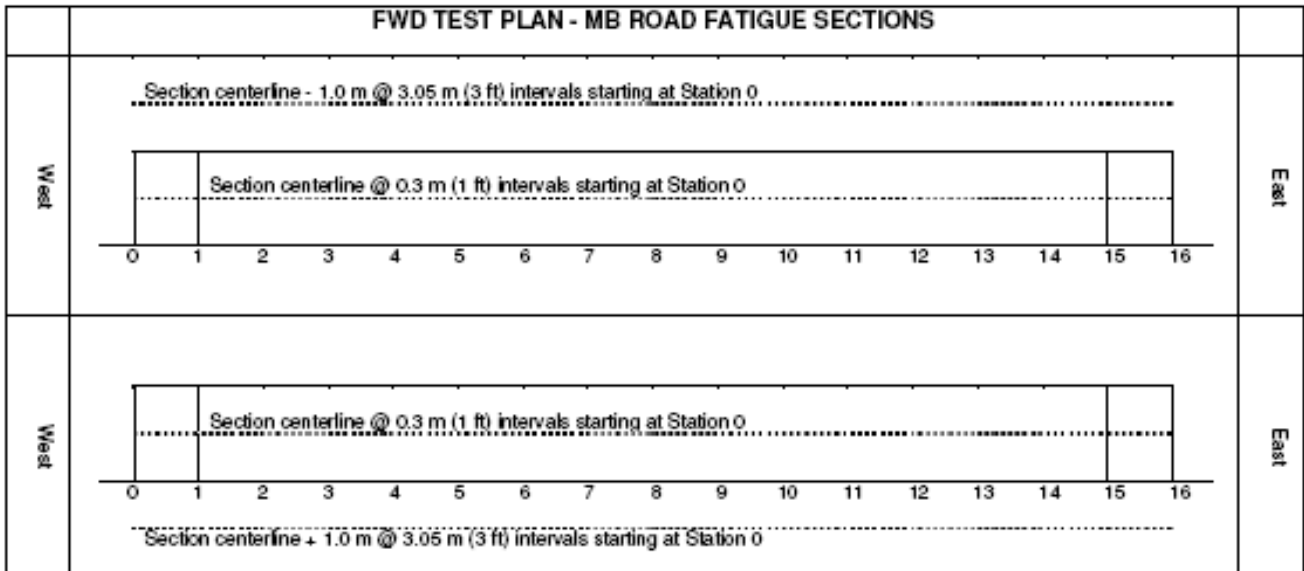 FWD TEST PLAN - MB ROAD FATIGUE SECTIONS
Section centerline - 1.0 m @ 3.05 m (3 ft) intervals starting at Station 0
West
Section centerline @ 0.3 m (1 ft) intervals starting at Station 0
East
0 1 2 3 4 5 6 7 8 9 10 11 12 13 14 15 16
West
Section centerline @ 0.3 m (1 ft) intervals starting at Station 0
East
0 1 2 3 4 5 6 7 8 9 10 11 12 13 14 15 16
Section centerline + 1.0 m @ 3.05 m (3 ft) intervals starting at Station 0